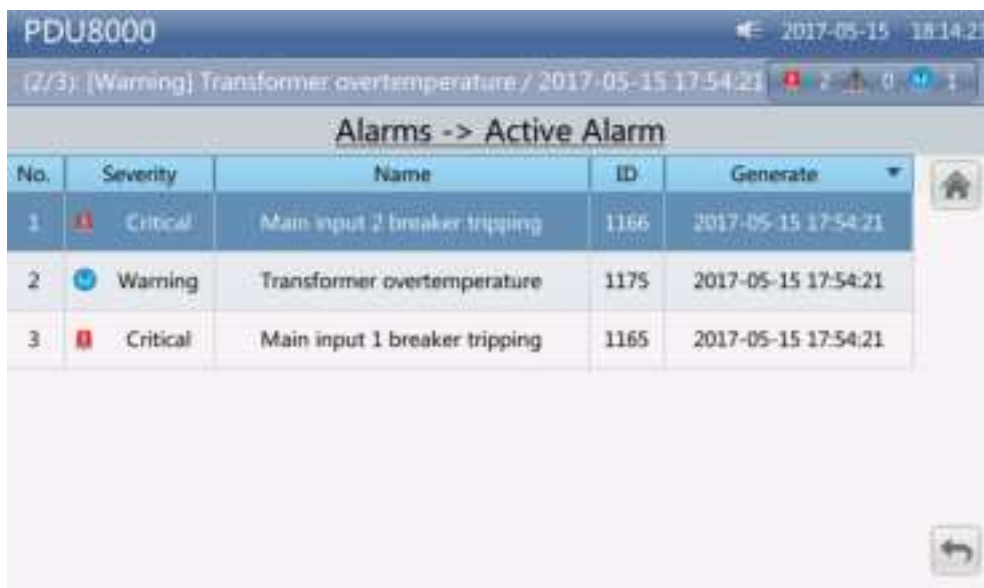 PDU8000 2017-05-15 18:14:23
(2/3): [Warning] Transformer overtemperature / 2017-05-15 17:54:21 2 0 1
Alarms -> Active Alarm
No. Severity Name ID Generate
1 Critical Main input 2 breaker tripping 1166 2017-05-15 17:54:21
2 Warning Transformer overtemperature 1175 2017-05-15 17:54:21
3 Critical Main input 1 breaker tripping 1165 2017-05-15 17:54:21